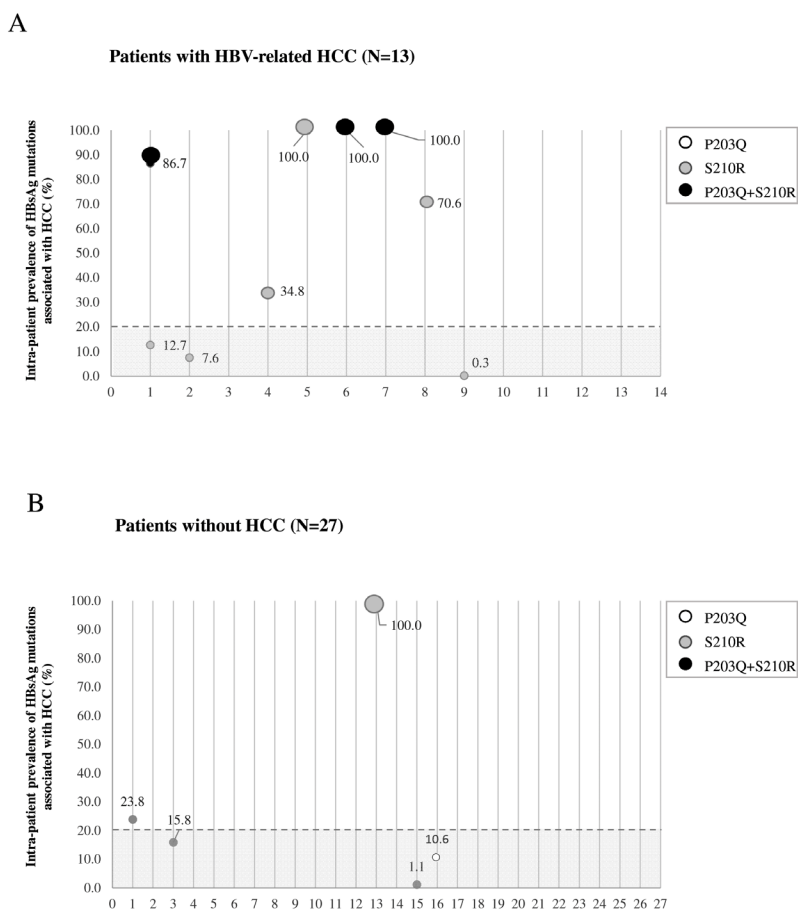 A
Patients with HBV-related HCC (N=13)
Intra-patient prevalence of HBsAg mutations
associated with HCC (%)
100.0
90.0
80.0
70.0
60.0
50.0
40.0
30.0
20.0
10.0
0.0
86.7
12.7
7.6
34.8
100.0
100.0
100.0
70.6
0.3
0 1 2 3 4 5 6 7 8 9 10 11 12 13 14
P203Q
S210R
P203Q+S210R
B
Patients without HCC (N=27)
Intra-patient prevalence of HBsAg mutations
associated with HCC (%)
100.0
90.0
80.0
70.0
60.0
50.0
40.0
30.0
20.0
10.0
0.0
23.8
15.8
100.0
1.1
10.6
0 1 2 3 4 5 6 7 8 9 10 11 12 13 14 15 16 17 18 19 20 21 22 23 24 25 26 27
P203Q
S210R
P203Q+S210R